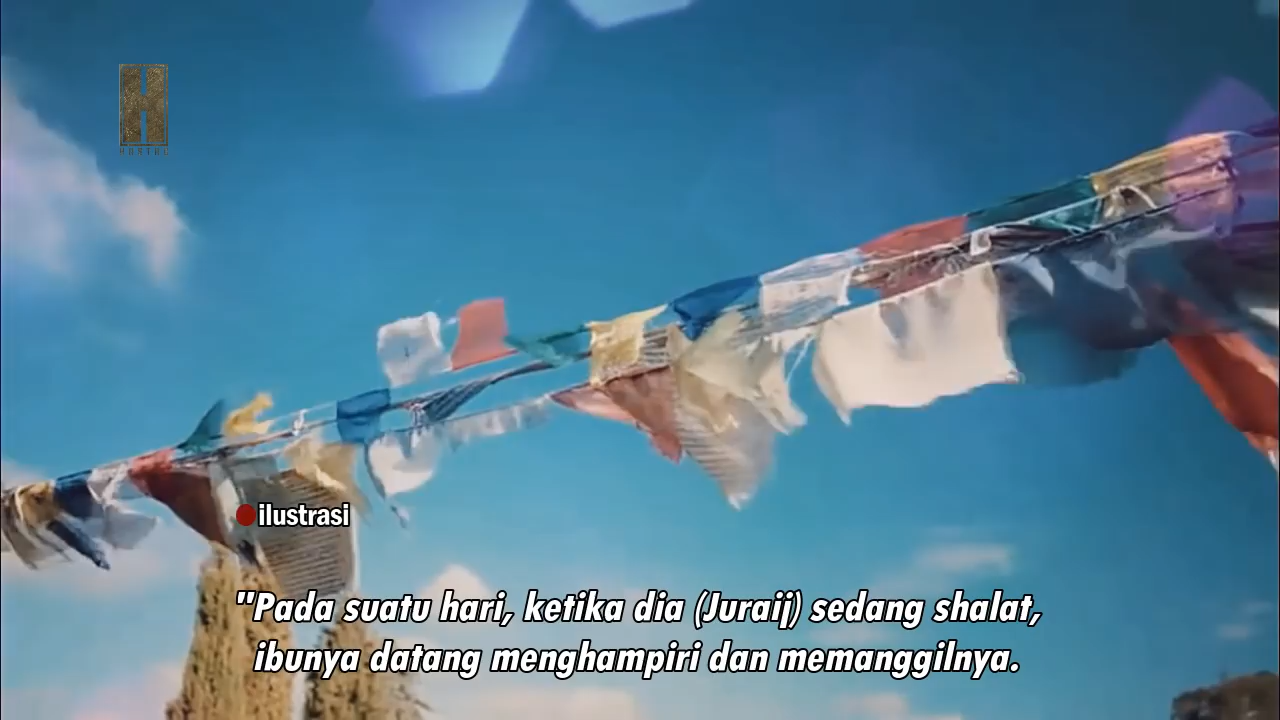 H
ilustrasi
"Pada suatu hari, ketika dia (Juraij) sedang shalat,
ibunya datang menghampiri dan memanggilnya.